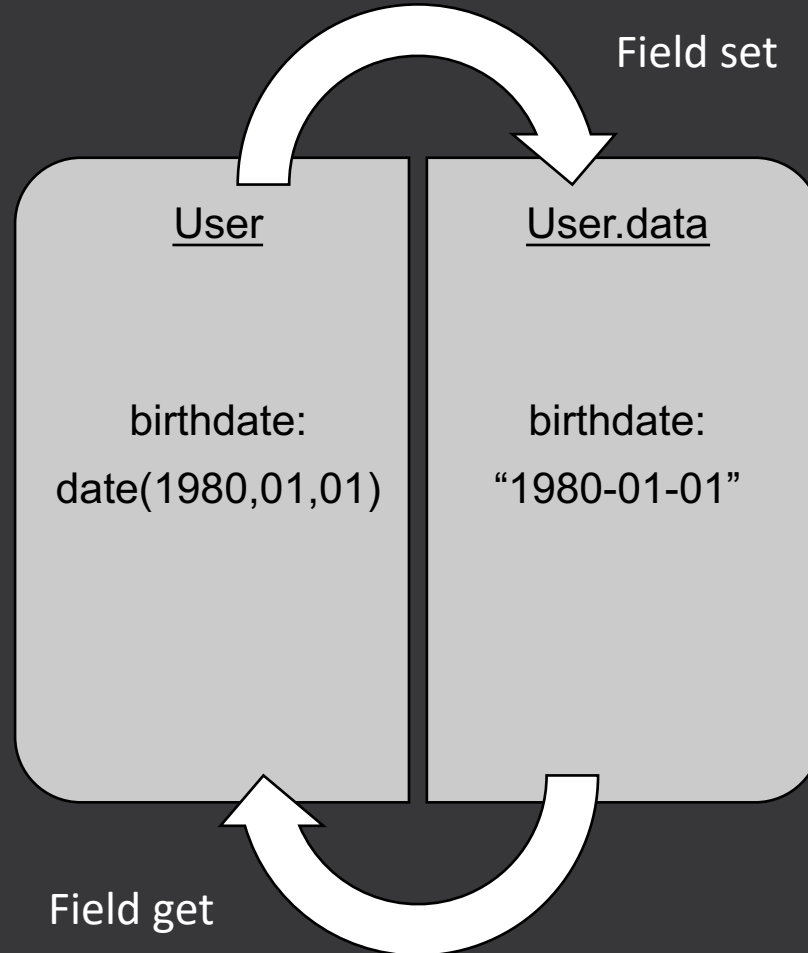 Field set
User
birthdate:
date(1980,01,01)
User.data
birthdate:
“1980-01-01”
Field get